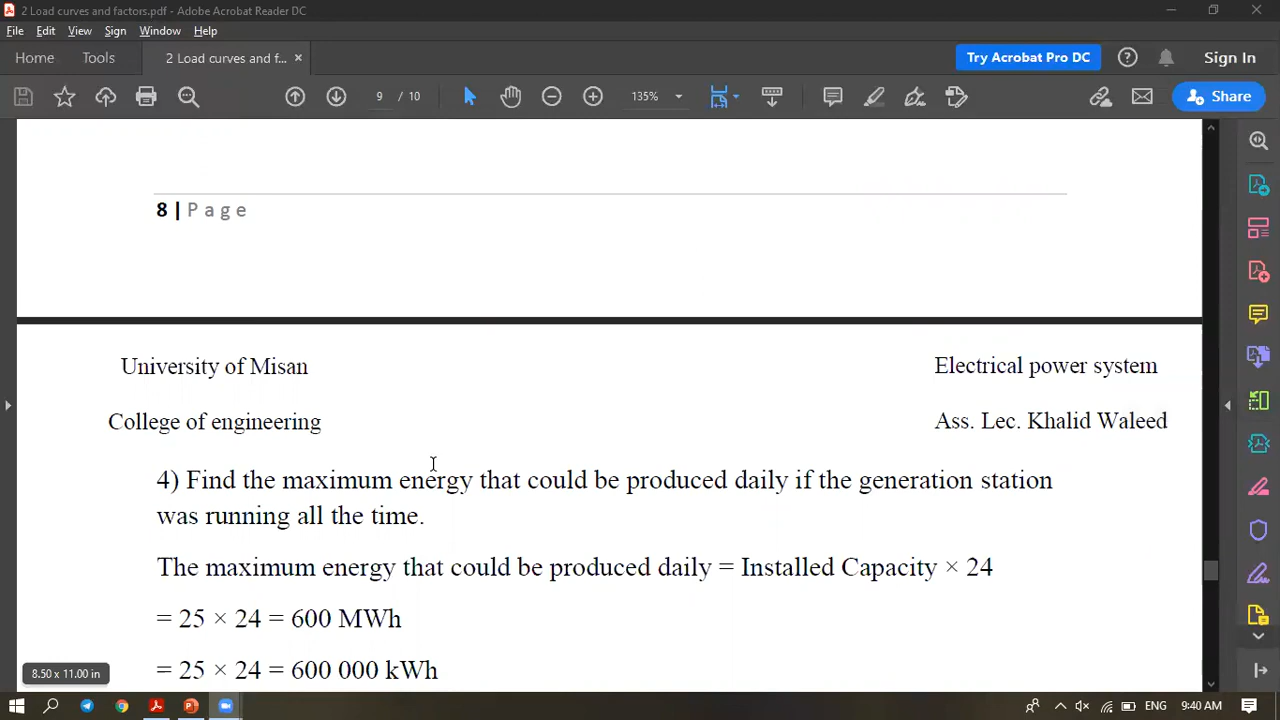 2 Load curves and factors.pdf - Adobe Acrobat Reader DC
File Edit View Sign Window Help
Home Tools 2 Load curves and f... × Try Acrobat Pro DC Sign In
9 / 10 135% Share
8 | P a g e
University of Misan Electrical power system
College of engineering Ass. Lec. Khalid Waleed
4) Find the maximum energy that could be produced daily if the generation station
was running all the time.
The maximum energy that could be produced daily = Installed Capacity × 24
= 25 × 24 = 600 MWh
= 25 × 24 = 600 000 kWh
8.50 x 11.00 in
ENG 9:40 AM